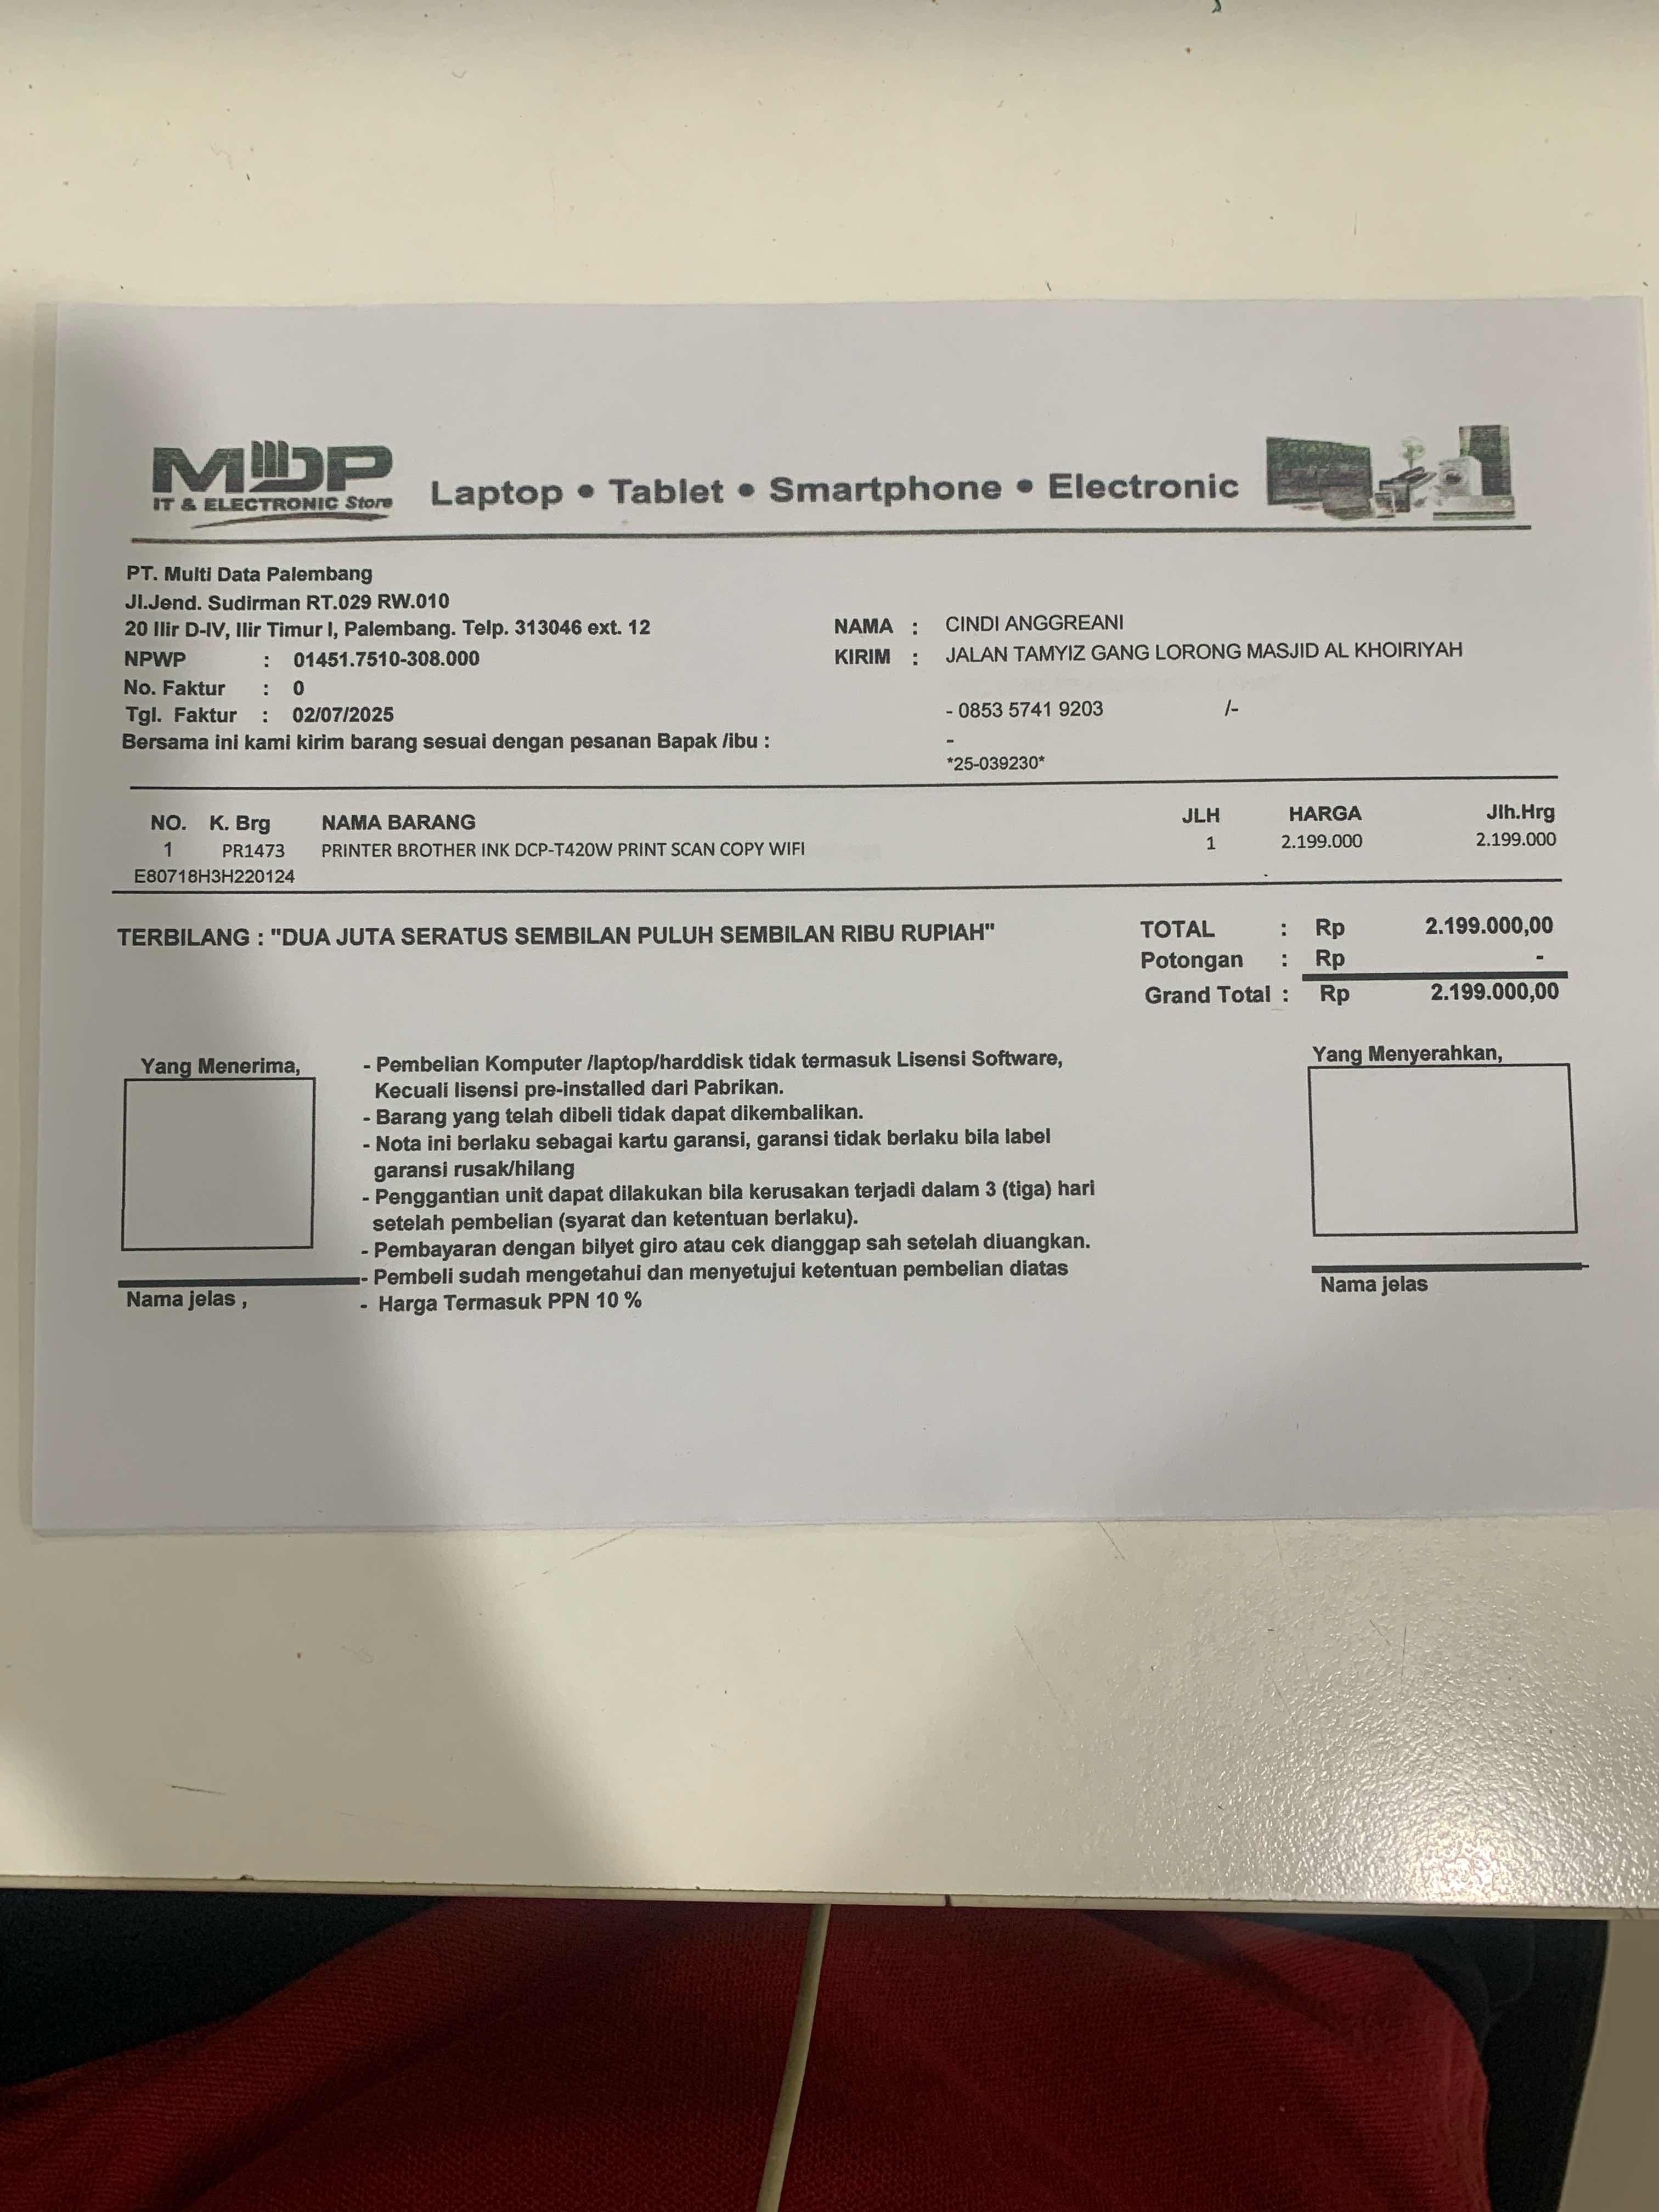 MDP
IT & ELECTRONIC Store
Laptop • Tablet • Smartphone • Electronic
PT. Multi Data Palembang
Jl.Jend. Sudirman RT.029 RW.010
20 Ilir D-IV, Ilir Timur I, Palembang. Telp. 313046 ext. 12
NPWP : 01451.7510-308.000
No. Faktur : 0
Tgl. Faktur : 02/07/2025
Bersama ini kami kirim barang sesuai dengan pesanan Bapak /ibu :
NAMA : CINDI ANGGREANI
KIRIM : JALAN TAMYIZ GANG LORONG MASJID AL KHOIRIYAH
- 0853 5741 9203 /-
-
*25-039230*
NO. K. Brg NAMA BARANG JLH HARGA Jlh.Hrg
1 PR1473 PRINTER BROTHER INK DCP-T420W PRINT SCAN COPY WIFI 1 2.199.000 2.199.000
E80718H3H220124
TERBILANG : "DUA JUTA SERATUS SEMBILAN PULUH SEMBILAN RIBU RUPIAH"
TOTAL : Rp 2.199.000,00
Potongan : Rp -
Grand Total : Rp 2.199.000,00
Yang Menerima,
- Pembelian Komputer /laptop/harddisk tidak termasuk Lisensi Software,
Kecuali lisensi pre-installed dari Pabrikan.
- Barang yang telah dibeli tidak dapat dikembalikan.
- Nota ini berlaku sebagai kartu garansi, garansi tidak berlaku bila label
garansi rusak/hilang
- Penggantian unit dapat dilakukan bila kerusakan terjadi dalam 3 (tiga) hari
setelah pembelian (syarat dan ketentuan berlaku).
- Pembayaran dengan bilyet giro atau cek dianggap sah setelah diuangkan.
- Pembeli sudah mengetahui dan menyetujui ketentuan pembelian diatas
- Harga Termasuk PPN 10 %
Nama jelas ,
Yang Menyerahkan,
Nama jelas